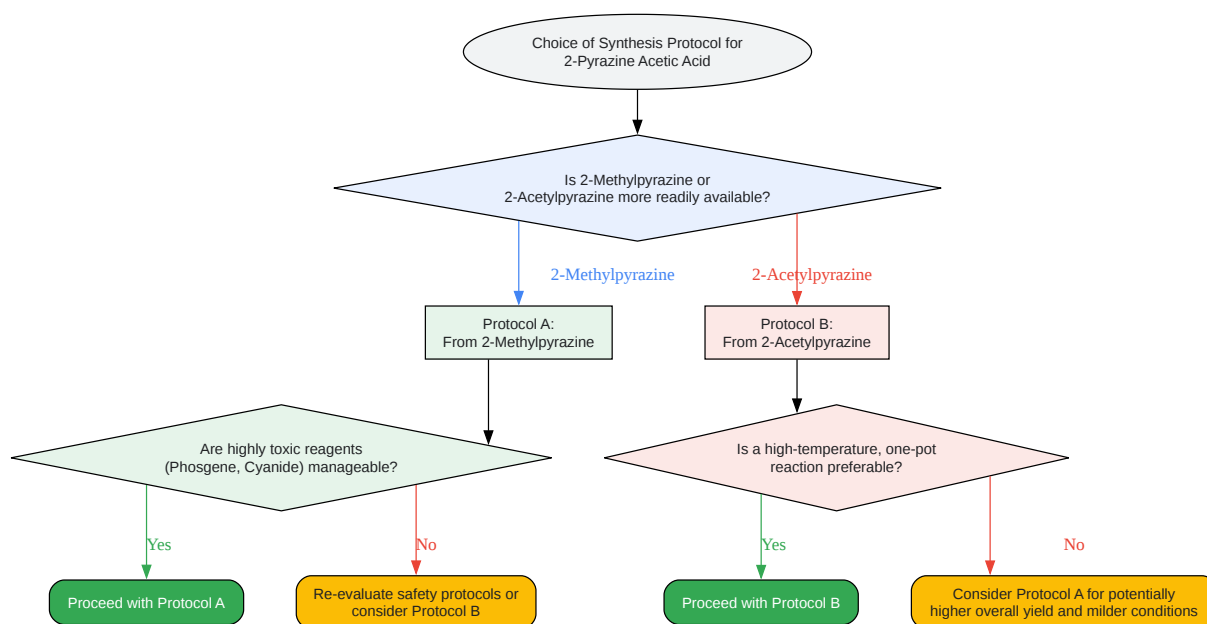 Choice of Synthesis Protocol for
2-Pyrazine Acetic Acid
Is 2-Methylpyrazine or
2-Acetylpyrazine more readily available?
2-Methylpyrazine
2-Acetylpyrazine
Protocol A:
From 2-Methylpyrazine
Protocol B:
From 2-Acetylpyrazine
Are highly toxic reagents
(Phosgene, Cyanide) manageable?
Is a high-temperature, one-pot
reaction preferable?
Yes
No
Yes
No
Proceed with Protocol A
Re-evaluate safety protocols or
consider Protocol B
Proceed with Protocol B
Consider Protocol A for potentially
higher overall yield and milder conditions